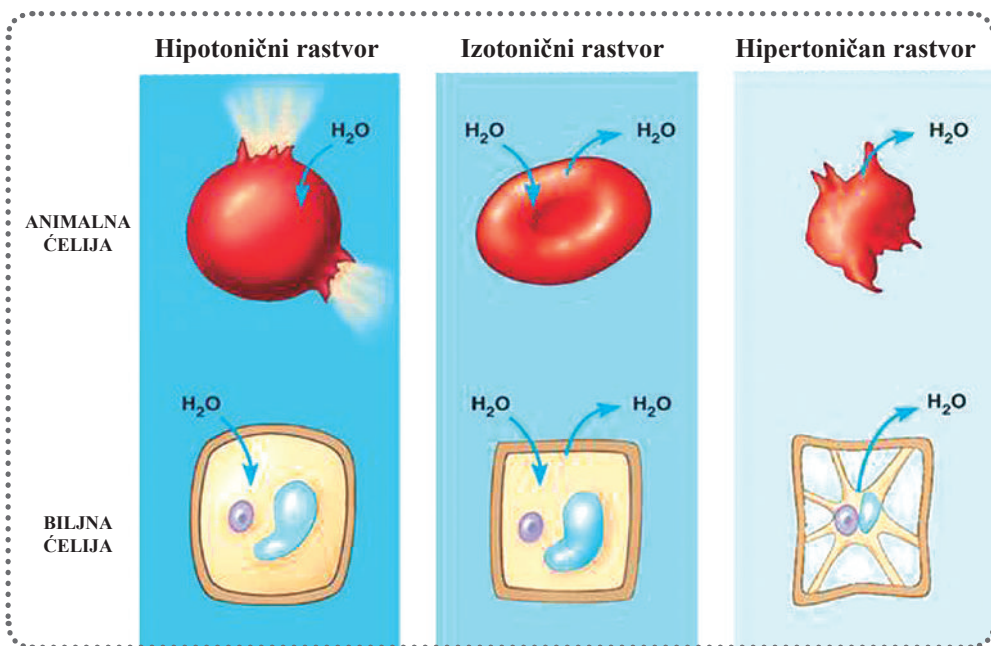 Hipotonični rastvor
Izotonični rastvor
Hipertoničan rastvor
ANIMALNA
ĆELIJA
H₂O
H₂O
H₂O
H₂O
BILJNA
ĆELIJA
H₂O
H₂O
H₂O
H₂O